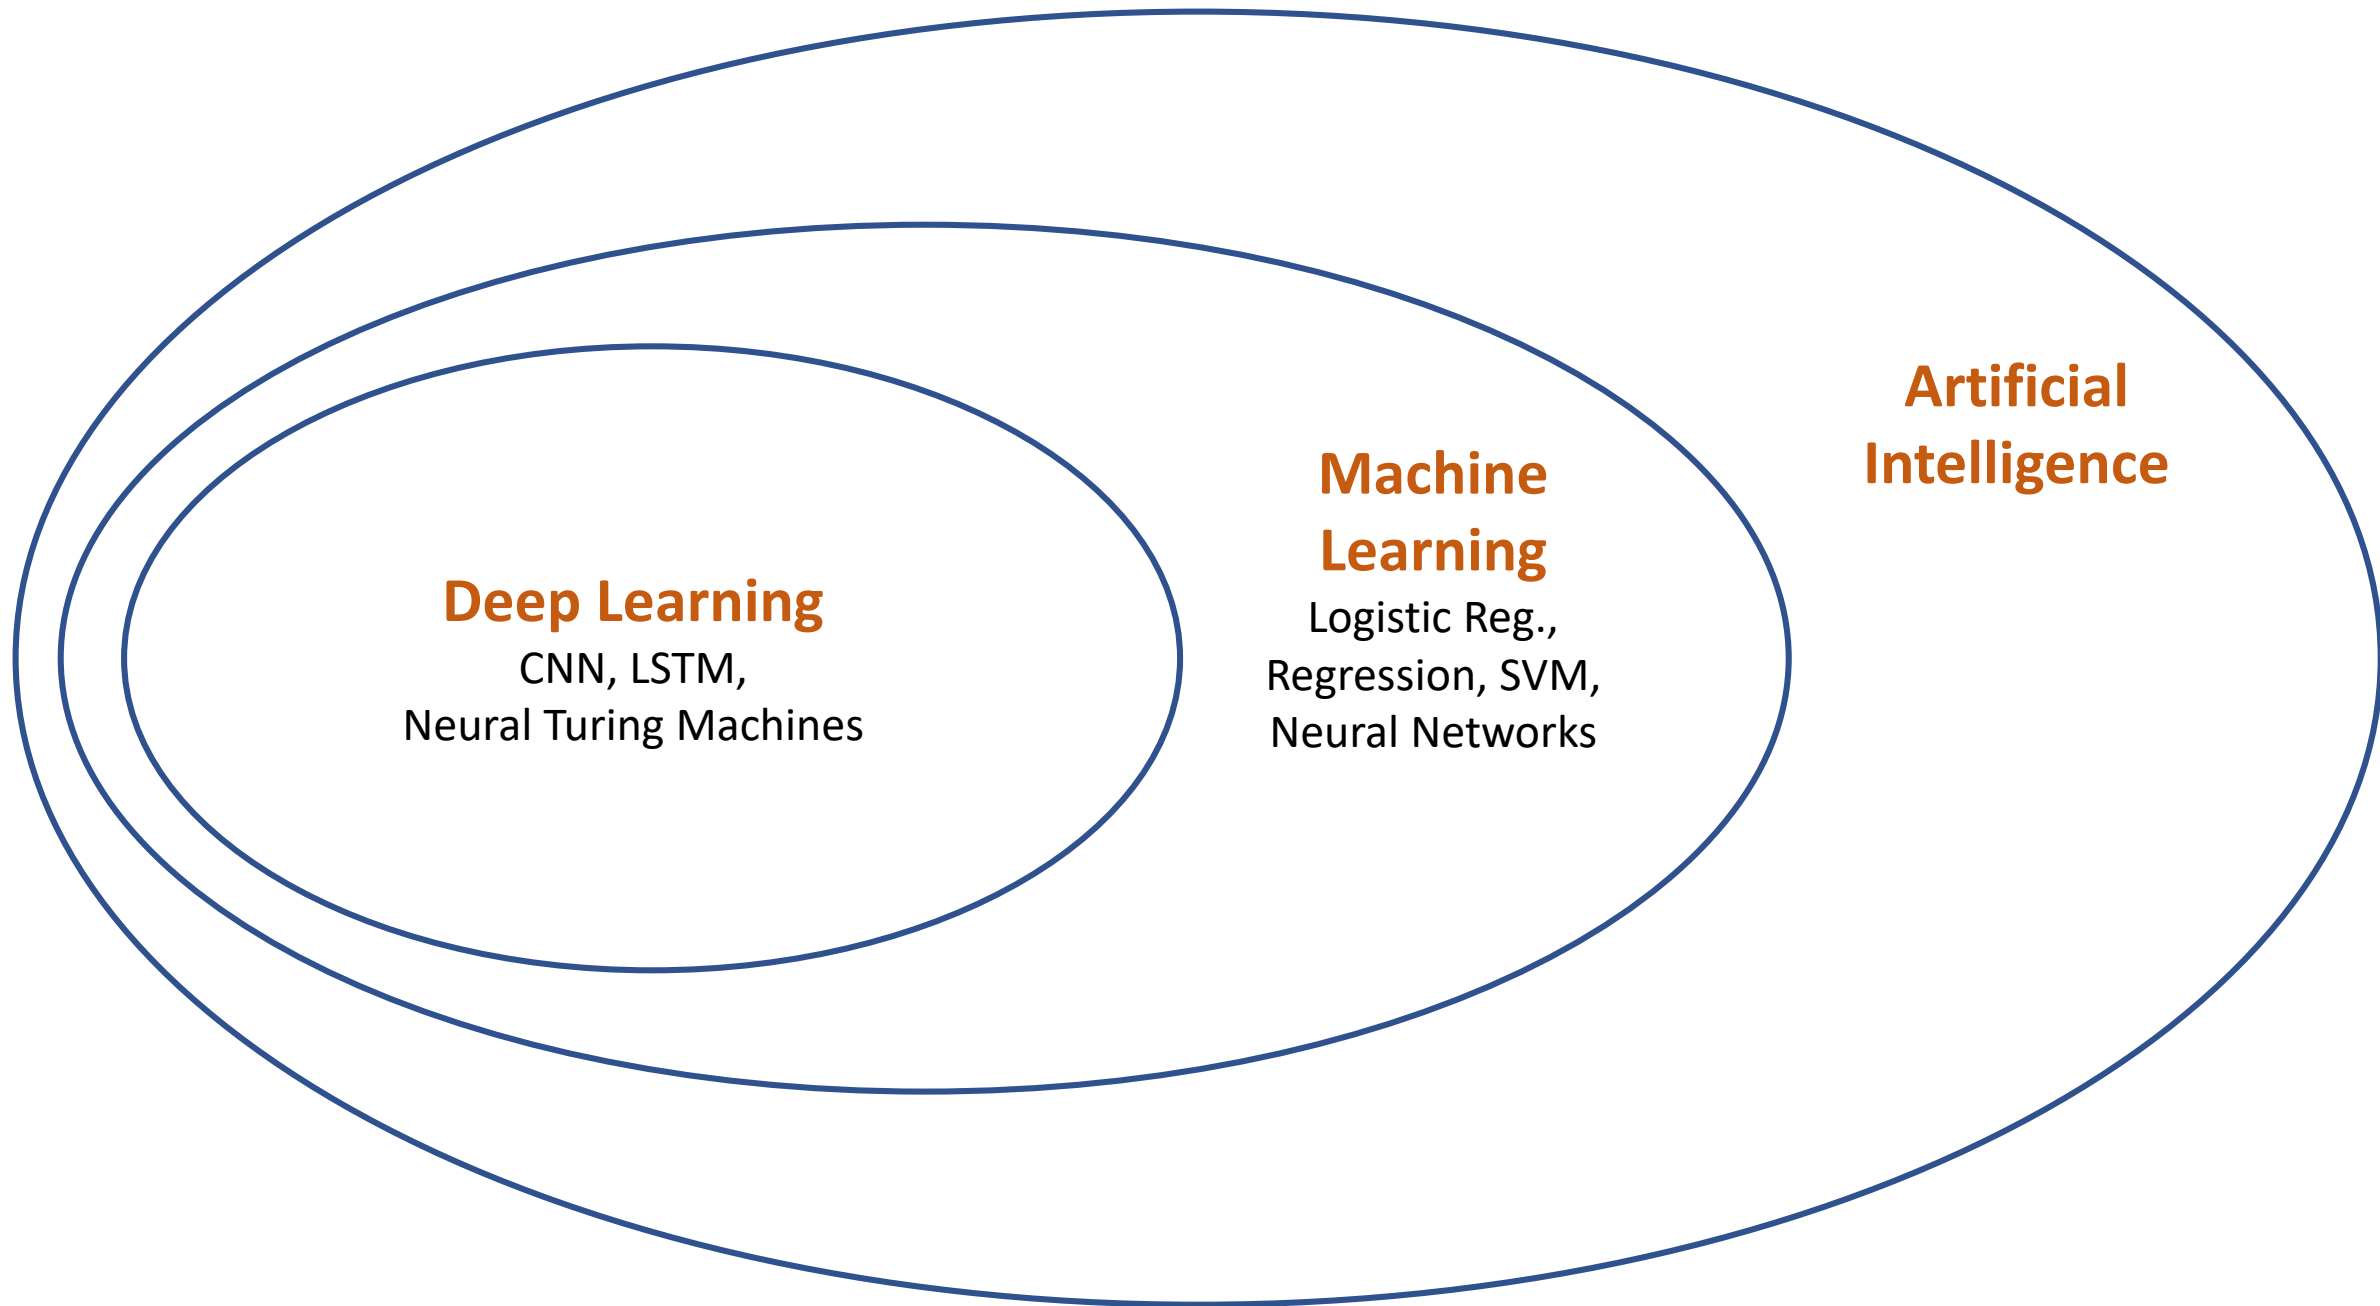 Artificial
Intelligence
Machine
Learning
Logistic Reg.,
Regression, SVM,
Neural Networks
Deep Learning
CNN, LSTM,
Neural Turing Machines